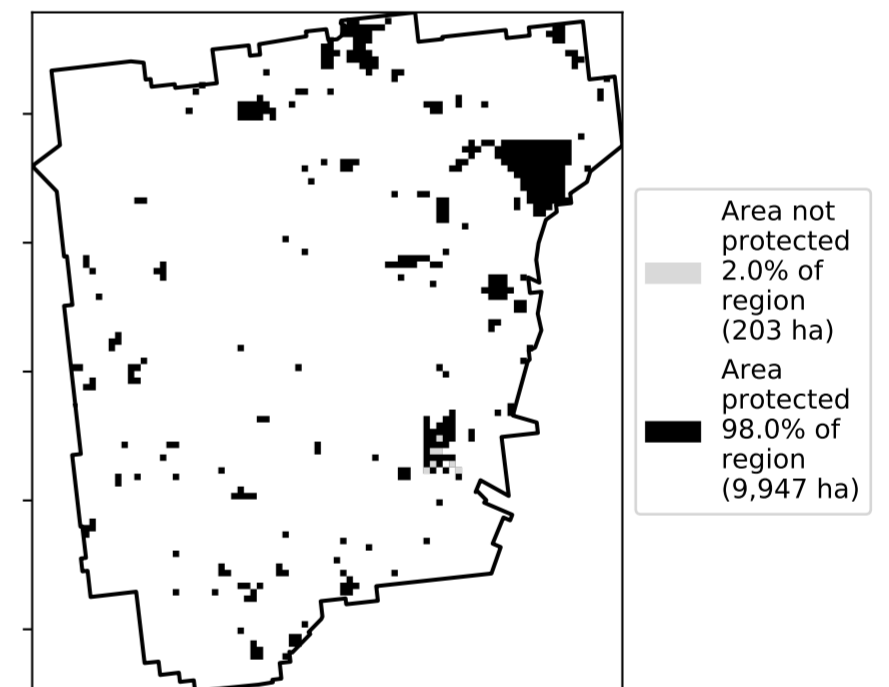 Area not
protected
2.0% of
region
(203 ha)
Area
protected
98.0% of
region
(9,947 ha)